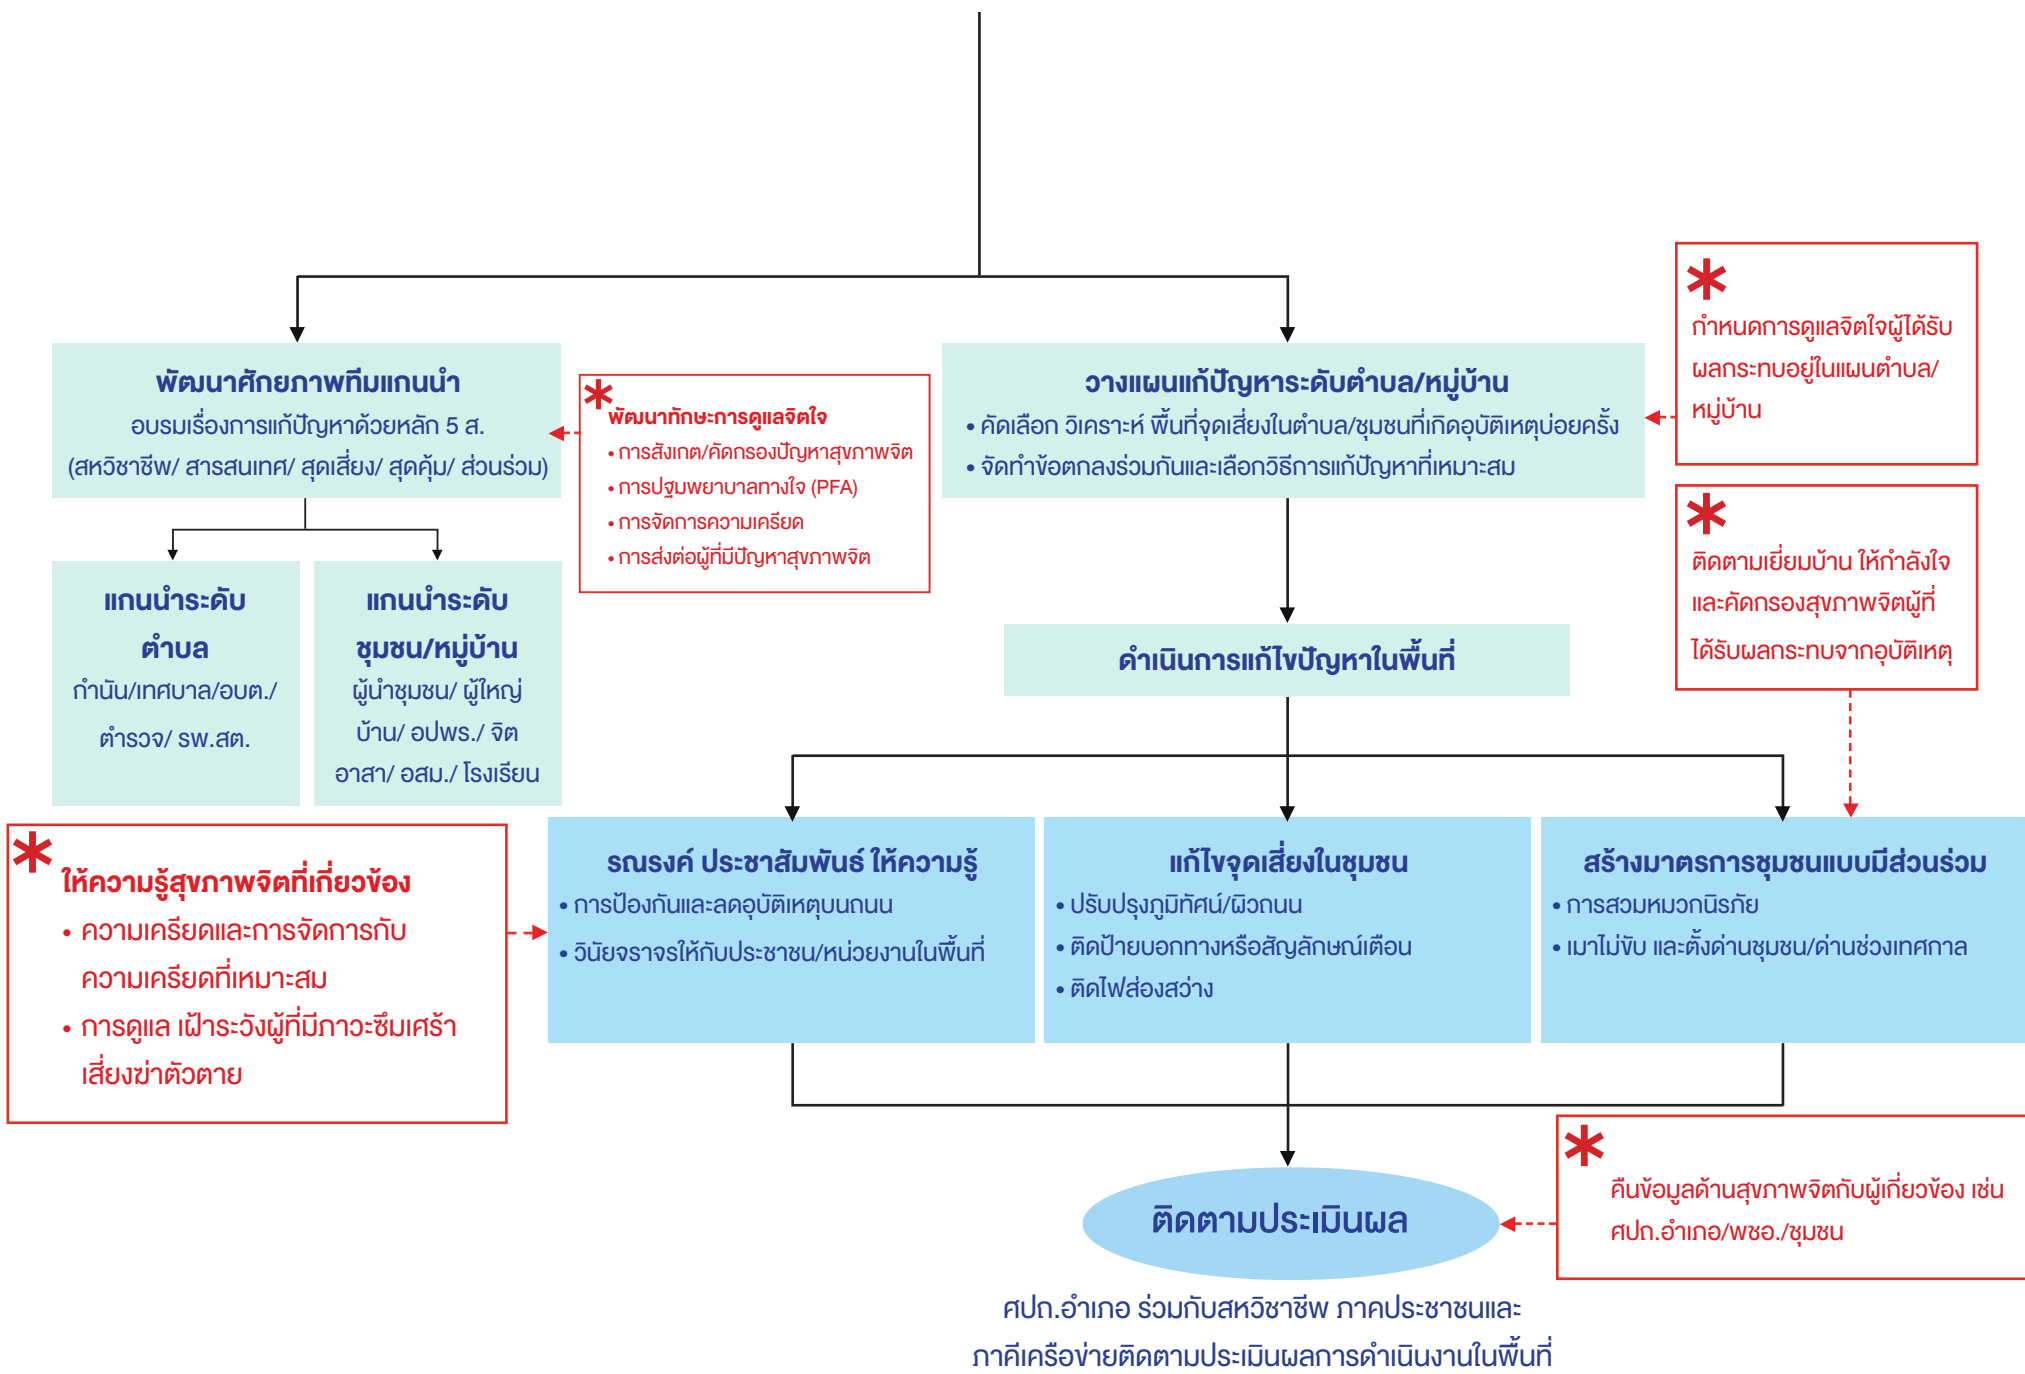 พัฒนาศักยภาพทีมแกนนำ
อบรมเรื่องการแก้ปัญหาด้วยหลัก 5 ส.
(สหวิชาชีพ/ สารสนเทศ/ สุดเสี่ยง/ สุดคุ้ม/ ส่วนร่วม)
แกนนำระดับ
ตำบล
กำนัน/เทศบาล/อบต./
ตำรวจ/ รพ.สต.
แกนนำระดับ
ชุมชน/หมู่บ้าน
ผู้นำชุมชน/ ผู้ใหญ่
บ้าน/ อปพร./ จิต
อาสา/ อสม./ โรงเรียน
พัฒนาทักษะการดูแลจิตใจ
• การสังเกต/คัดกรองปัญหาสุขภาพจิต
• การปฐมพยาบาลทางใจ (PFA)
• การจัดการความเครียด
• การส่งต่อผู้ที่มีปัญหาสุขภาพจิต
วางแผนแก้ปัญหาระดับตำบล/หมู่บ้าน
• คัดเลือก วิเคราะห์ พื้นที่จุดเสี่ยงในตำบล/ชุมชนที่เกิดอุบัติเหตุบ่อยครั้ง
• จัดทำข้อตกลงร่วมกันและเลือกวิธีการแก้ปัญหาที่เหมาะสม
กำหนดการดูแลจิตใจผู้ได้รับ
ผลกระทบอยู่ในแผนตำบล/
หมู่บ้าน
ติดตามเยี่ยมบ้าน ให้กำลังใจ
และคัดกรองสุขภาพจิตผู้ที่
ได้รับผลกระทบจากอุบัติเหตุ
ดำเนินการแก้ไขปัญหาในพื้นที่
ให้ความรู้สุขภาพจิตที่เกี่ยวข้อง
• ความเครียดและการจัดการกับ
ความเครียดที่เหมาะสม
• การดูแล เฝ้าระวังผู้ที่มีภาวะซึมเศร้า
เสี่ยงฆ่าตัวตาย
รณรงค์ ประชาสัมพันธ์ ให้ความรู้
• การป้องกันและลดอุบัติเหตุบนถนน
• วินัยจราจรให้กับประชาชน/หน่วยงานในพื้นที่
แก้ไขจุดเสี่ยงในชุมชน
• ปรับปรุงภูมิทัศน์/ผิวถนน
• ติดป้ายบอกทางหรือสัญลักษณ์เตือน
• ติดไฟส่องสว่าง
สร้างมาตรการชุมชนแบบมีส่วนร่วม
• การสวมหมวกนิรภัย
• เมาไม่ขับ และตั้งด่านชุมชน/ด่านช่วงเทศกาล
ติดตามประเมินผล
คืนข้อมูลด้านสุขภาพจิตกับผู้เกี่ยวข้อง เช่น
ศปถ.อำเภอ/พชอ./ชุมชน
ศปถ.อำเภอ ร่วมกับสหวิชาชีพ ภาคประชาชนและ
ภาคีเครือข่ายติดตามประเมินผลการดำเนินงานในพื้นที่